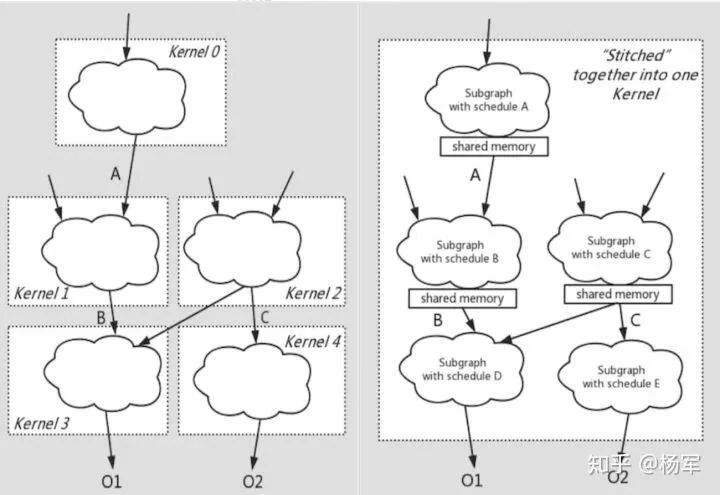 Kernel 0
A
Kernel 1
Kernel 2
B
C
Kernel 4
Kernel 3
O1
O2
"Stitched"
together into one
Kernel
Subgraph
with schedule A
shared memory
A
Subgraph
with schedule B
shared memory
Subgraph
with schedule C
shared memory
B
C
Subgraph
with schedule D
Subgraph
with schedule E
O1
O2
知乎 @杨军